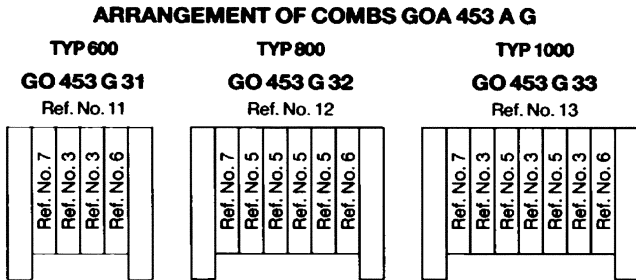 ARRANGEMENT OF COMBS GOA 453 A G
TYP 600
GO 453 G 31
Ref. No. 11
Ref. No. 7
Ref. No. 3
Ref. No. 3
Ref. No. 6
TYP 800
GO 453 G 32
Ref. No. 12
Ref. No. 7
Ref. No. 5
Ref. No. 5
Ref. No. 5
Ref. No. 5
Ref. No. 6
TYP 1000
GO 453 G 33
Ref. No. 13
Ref. No. 7
Ref. No. 3
Ref. No. 5
Ref. No. 3
Ref. No. 5
Ref. No. 3
Ref. No. 6